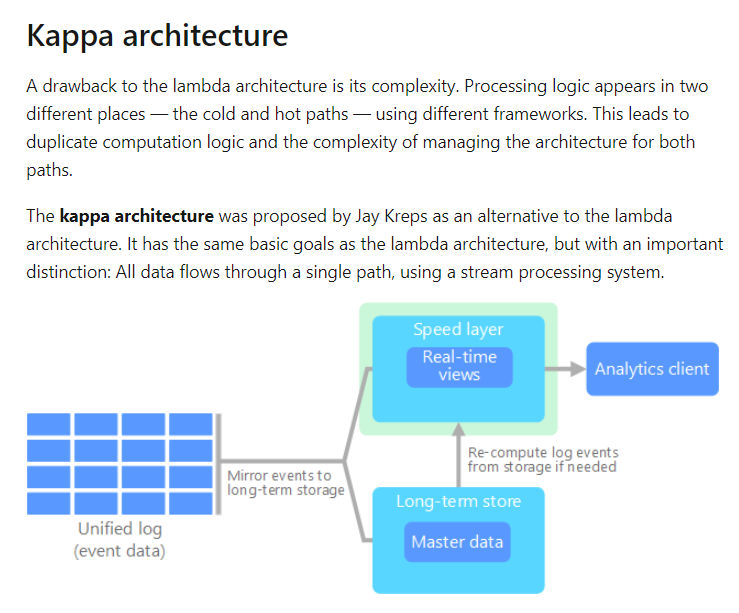 Kappa architecture
A drawback to the lambda architecture is its complexity. Processing logic appears in two
different places — the cold and hot paths — using different frameworks. This leads to
duplicate computation logic and the complexity of managing the architecture for both
paths.
The kappa architecture was proposed by Jay Kreps as an alternative to the lambda
architecture. It has the same basic goals as the lambda architecture, but with an important
distinction: All data flows through a single path, using a stream processing system.
Speed layer
Real-time
views
Analytics client
Re-compute log events
from storage if needed
Mirror events to
long-term storage
Long-term store
Master data
Unified log
(event data)